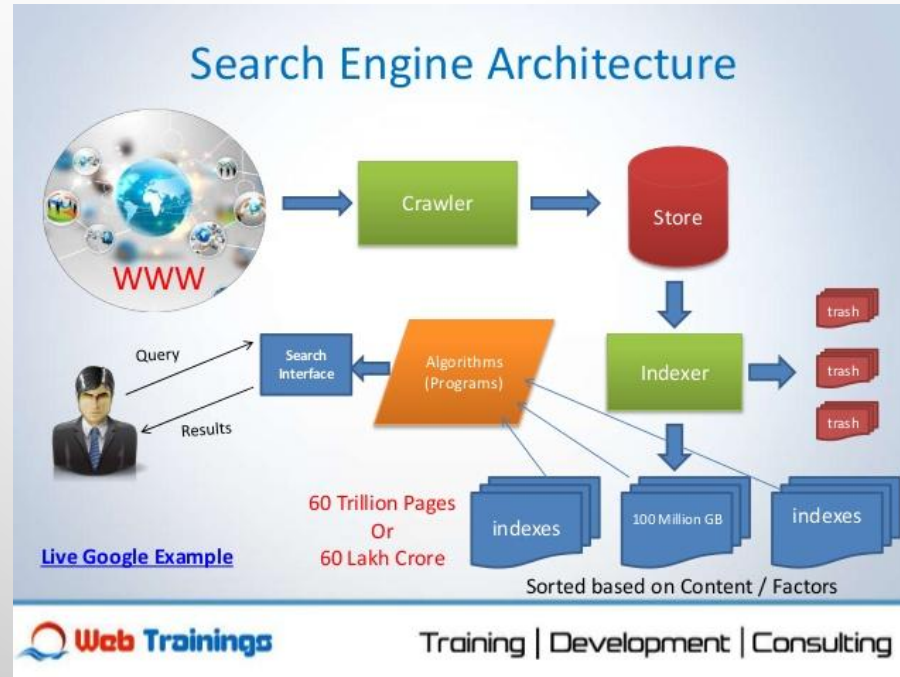 Search Engine Architecture
WWW
Crawler
Store
Query
Results
Search
Interface
Algorithms
(Programs)
Indexer
trash
trash
trash
60 Trillion Pages
Or
60 Lakh Crore
indexes
100 Million GB
indexes
Live Google Example
Sorted based on Content / Factors
Web Trainings
Training | Development | Consulting